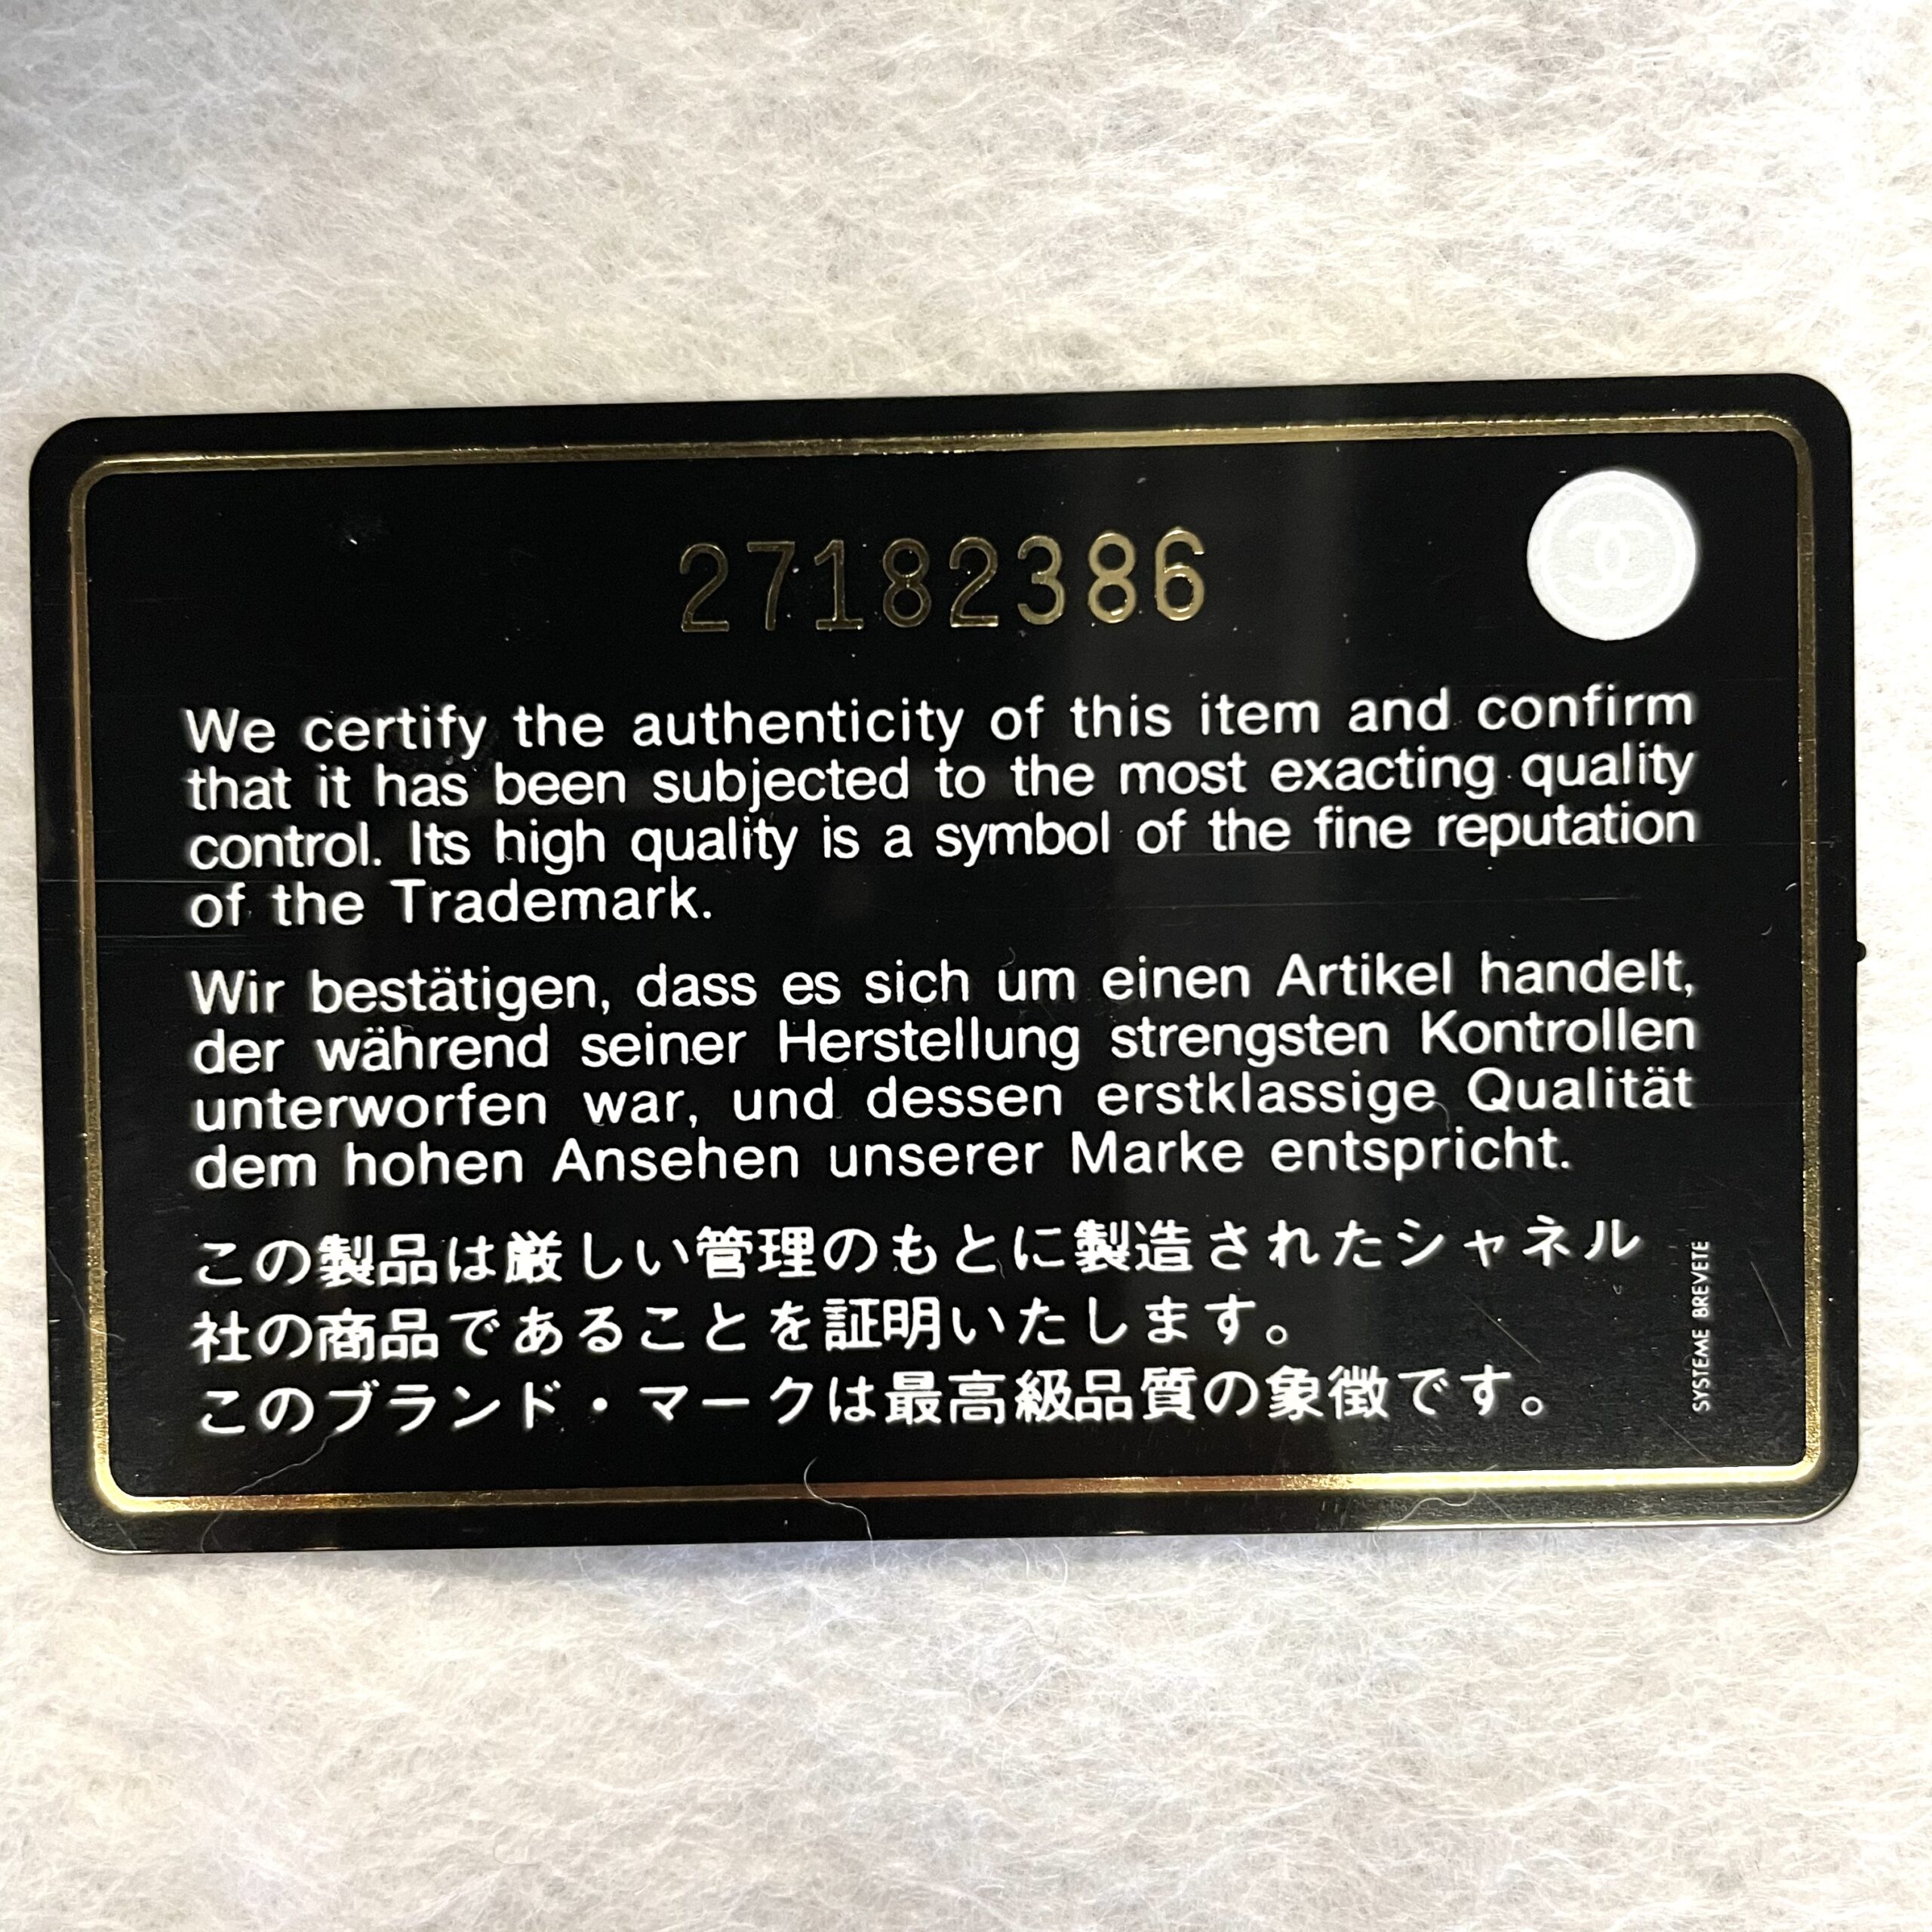 27182386
We certify the authenticity of this item and confirm
that it has been subjected to the most exacting quality
control. Its high quality is a symbol of the fine reputation
of the Trademark.
Wir bestätigen, dass es sich um einen Artikel handelt,
der während seiner Herstellung strengsten Kontrollen
unterworfen war, und dessen erstklassige Qualität
dem hohen Ansehen unserer Marke entspricht.
この製品は厳しい管理のもとに製造されたシャネル
社の商品であることを証明いたします。
このブランド・マークは最高級品質の象徴です。
SYSTEME BREVETE